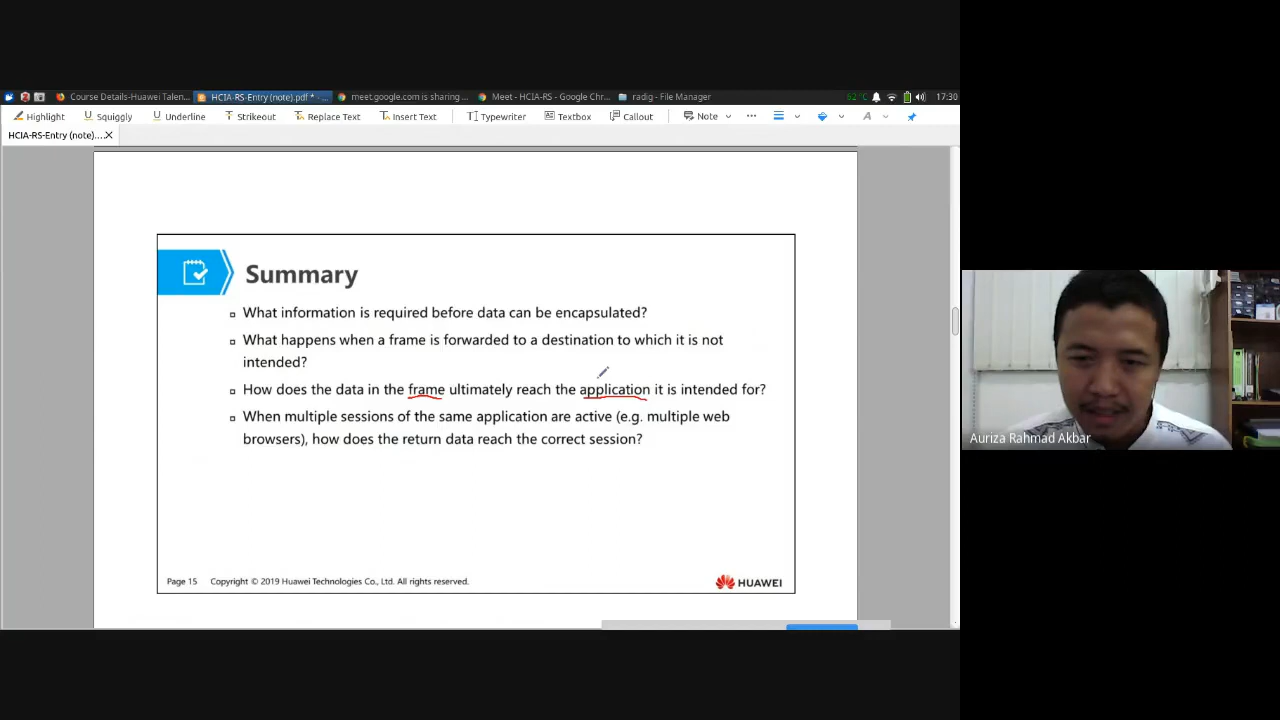 Course Details-Huawei Talen...
HCIA-RS-Entry (note).pdf * -...
meet.google.com is sharing ...
Meet - HCIA-RS - Google Chr...
radig - File Manager
52°C
17:30
Highlight
Squiggly
Underline
Strikeout
Replace Text
Insert Text
Typewriter
Textbox
Callout
Note
HCIA-RS-Entry (note)....
Summary
What information is required before data can be encapsulated?
What happens when a frame is forwarded to a destination to which it is not
intended?
How does the data in the frame ultimately reach the application it is intended for?
When multiple sessions of the same application are active (e.g. multiple web
browsers), how does the return data reach the correct session?
Page 15 Copyright © 2019 Huawei Technologies Co., Ltd. All rights reserved.
HUAWEI
Auriza Rahmad Akbar